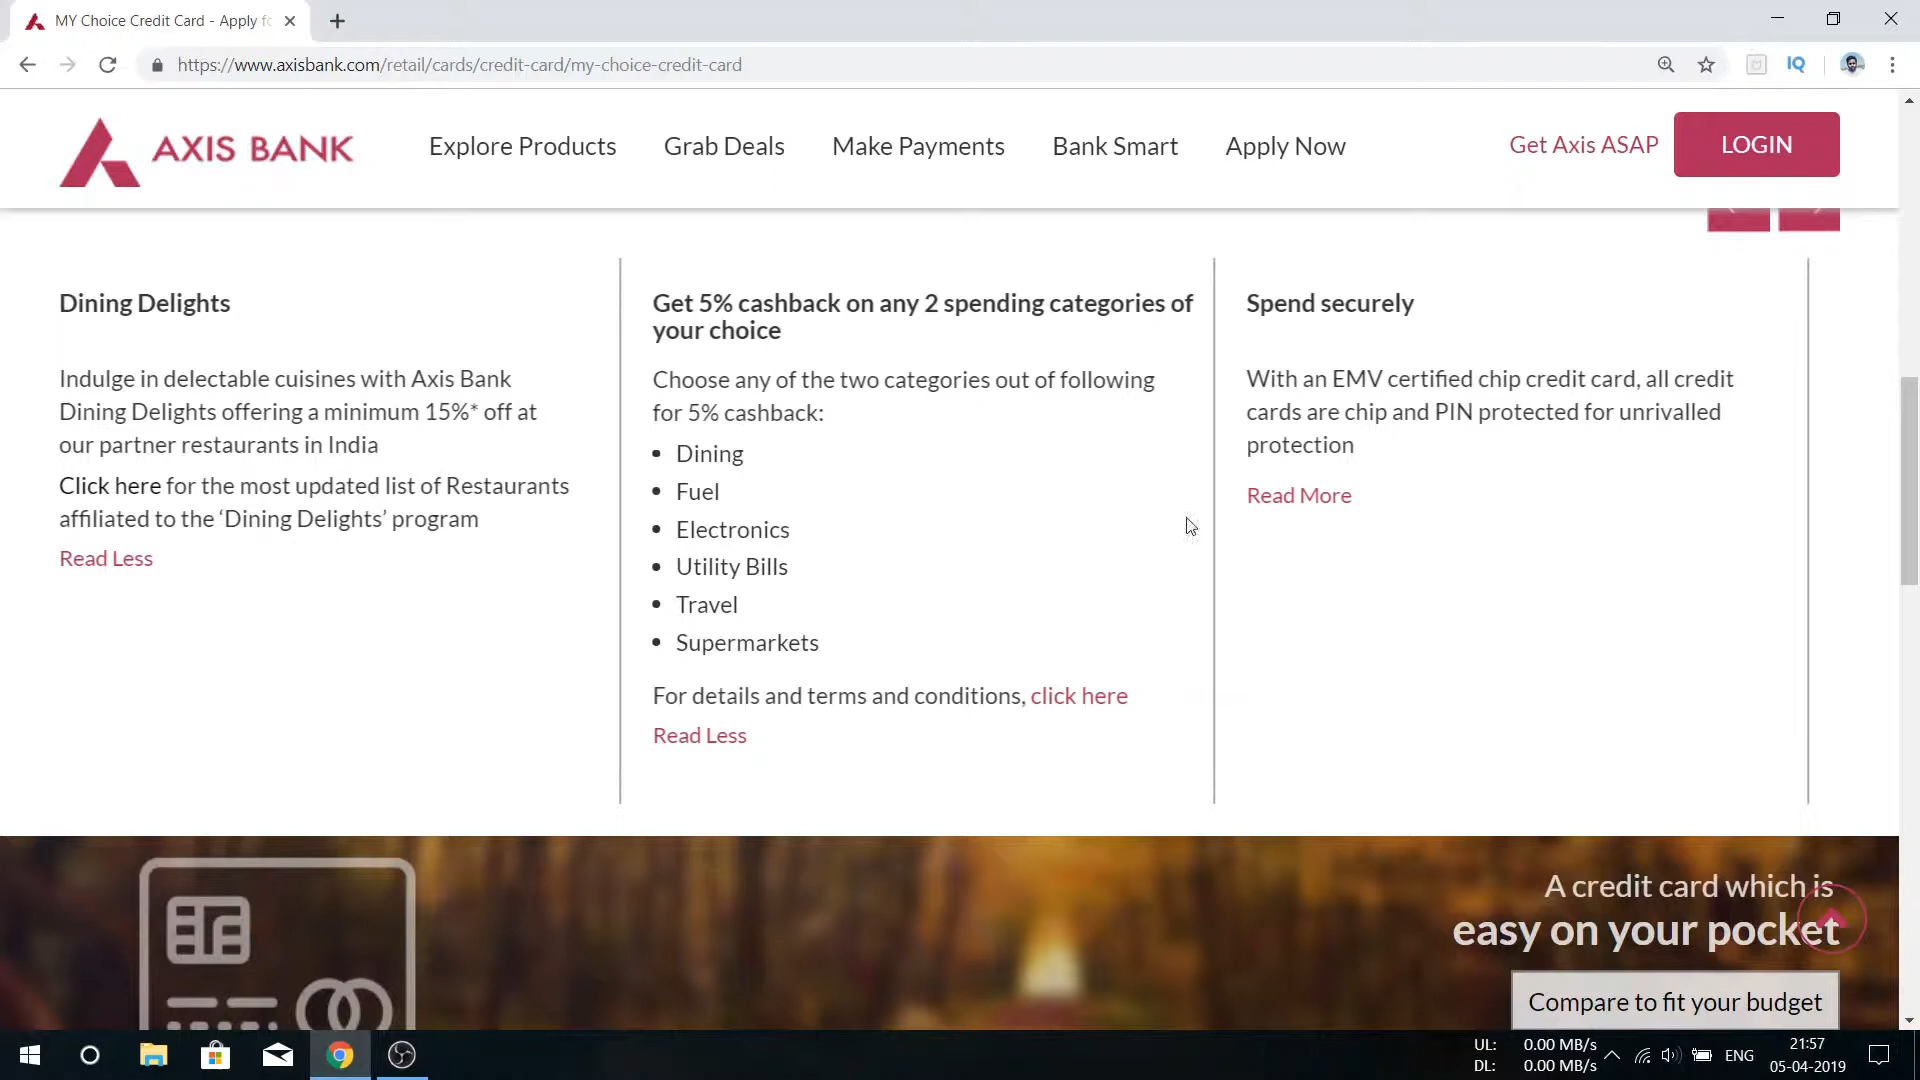 MY Choice Credit Card - Apply fo
https://www.axisbank.com/retail/cards/credit-card/my-choice-credit-card
IQ
AXIS BANK
Explore Products
Grab Deals
Make Payments
Bank Smart
Apply Now
Get Axis ASAP
LOGIN
Dining Delights
Indulge in delectable cuisines with Axis Bank
Dining Delights offering a minimum 15%* off at
our partner restaurants in India
Click here for the most updated list of Restaurants
affiliated to the ‘Dining Delights’ program
Read Less
Get 5% cashback on any 2 spending categories of
your choice
Choose any of the two categories out of following
for 5% cashback:
• Dining
• Fuel
• Electronics
• Utility Bills
• Travel
• Supermarkets
For details and terms and conditions, click here
Read Less
Spend securely
With an EMV certified chip credit card, all credit
cards are chip and PIN protected for unrivalled
protection
Read More
A credit card which is
easy on your pocket
Compare to fit your budget
UL: 0.00 MB/s
DL: 0.00 MB/s
ENG
21:57
05-04-2019